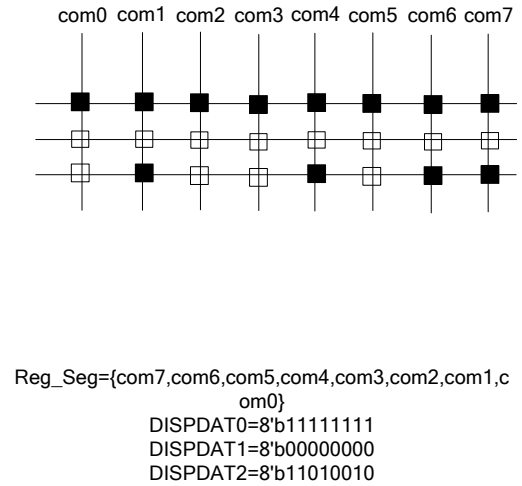 com0 com1 com2 com3 com4 com5 com6 com7
Reg_Seg={com7,com6,com5,com4,com3,com2,com1,c
om0}
DISPDAT0=8'b11111111
DISPDAT1=8'b00000000
DISPDAT2=8'b11010010